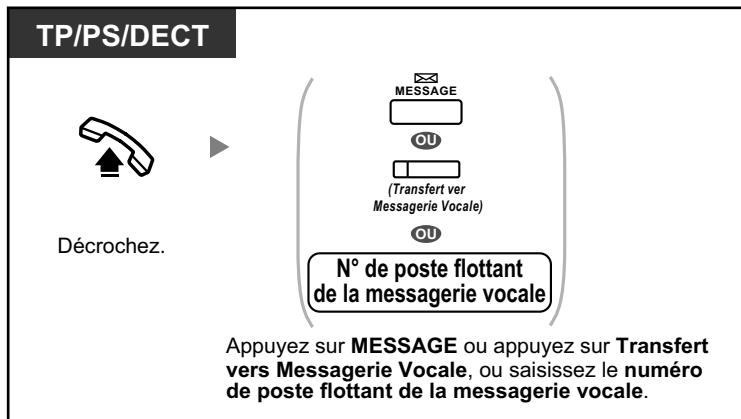 TP/PS/DECT
MESSAGE
OU
(Transfert ver
Messagerie Vocale)
OU
N° de poste flottant
de la messagerie vocale
Décrochez.
Appuyez sur MESSAGE ou appuyez sur Transfert
vers Messagerie Vocale, ou saisissez le numéro
de poste flottant de la messagerie vocale.